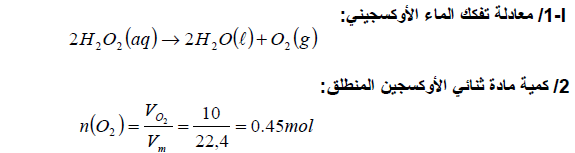 I-1/ معادلة تفكك الماء الأوكسجيني:
2H₂O₂(aq) → 2H₂O(ℓ) + O₂(g)
2/ كمية مادة ثنائي الأوكسجين المنطلق:
n(O₂) = V_O₂ / V_m = 10 / 22,4 = 0.45mol